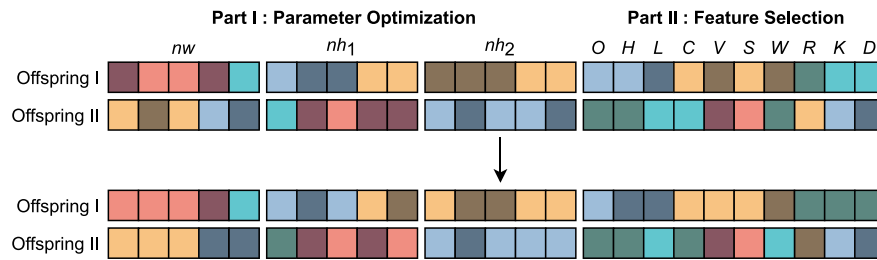 Part I : Parameter Optimization Part II : Feature Selection
nw nh1 nh2 O H L C V S W R K D
Offspring I
Offspring II
Offspring I
Offspring II